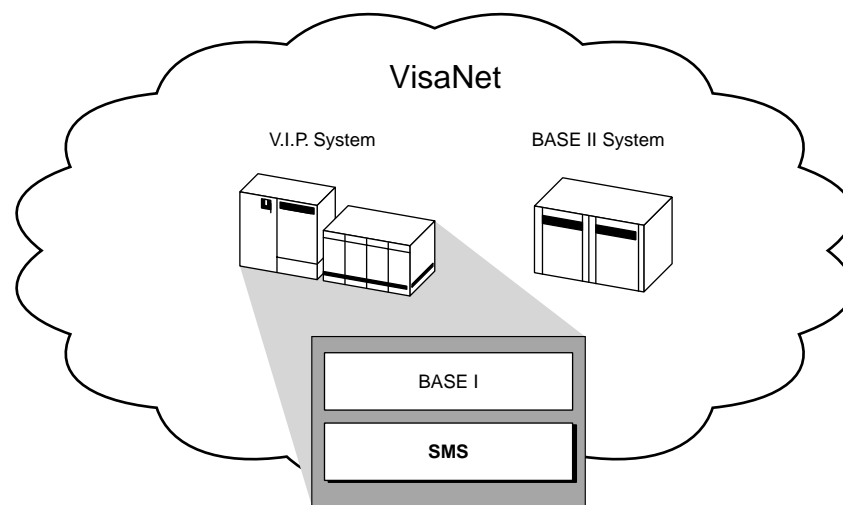 VisaNet
V.I.P. System
BASE II System
BASE I
SMS